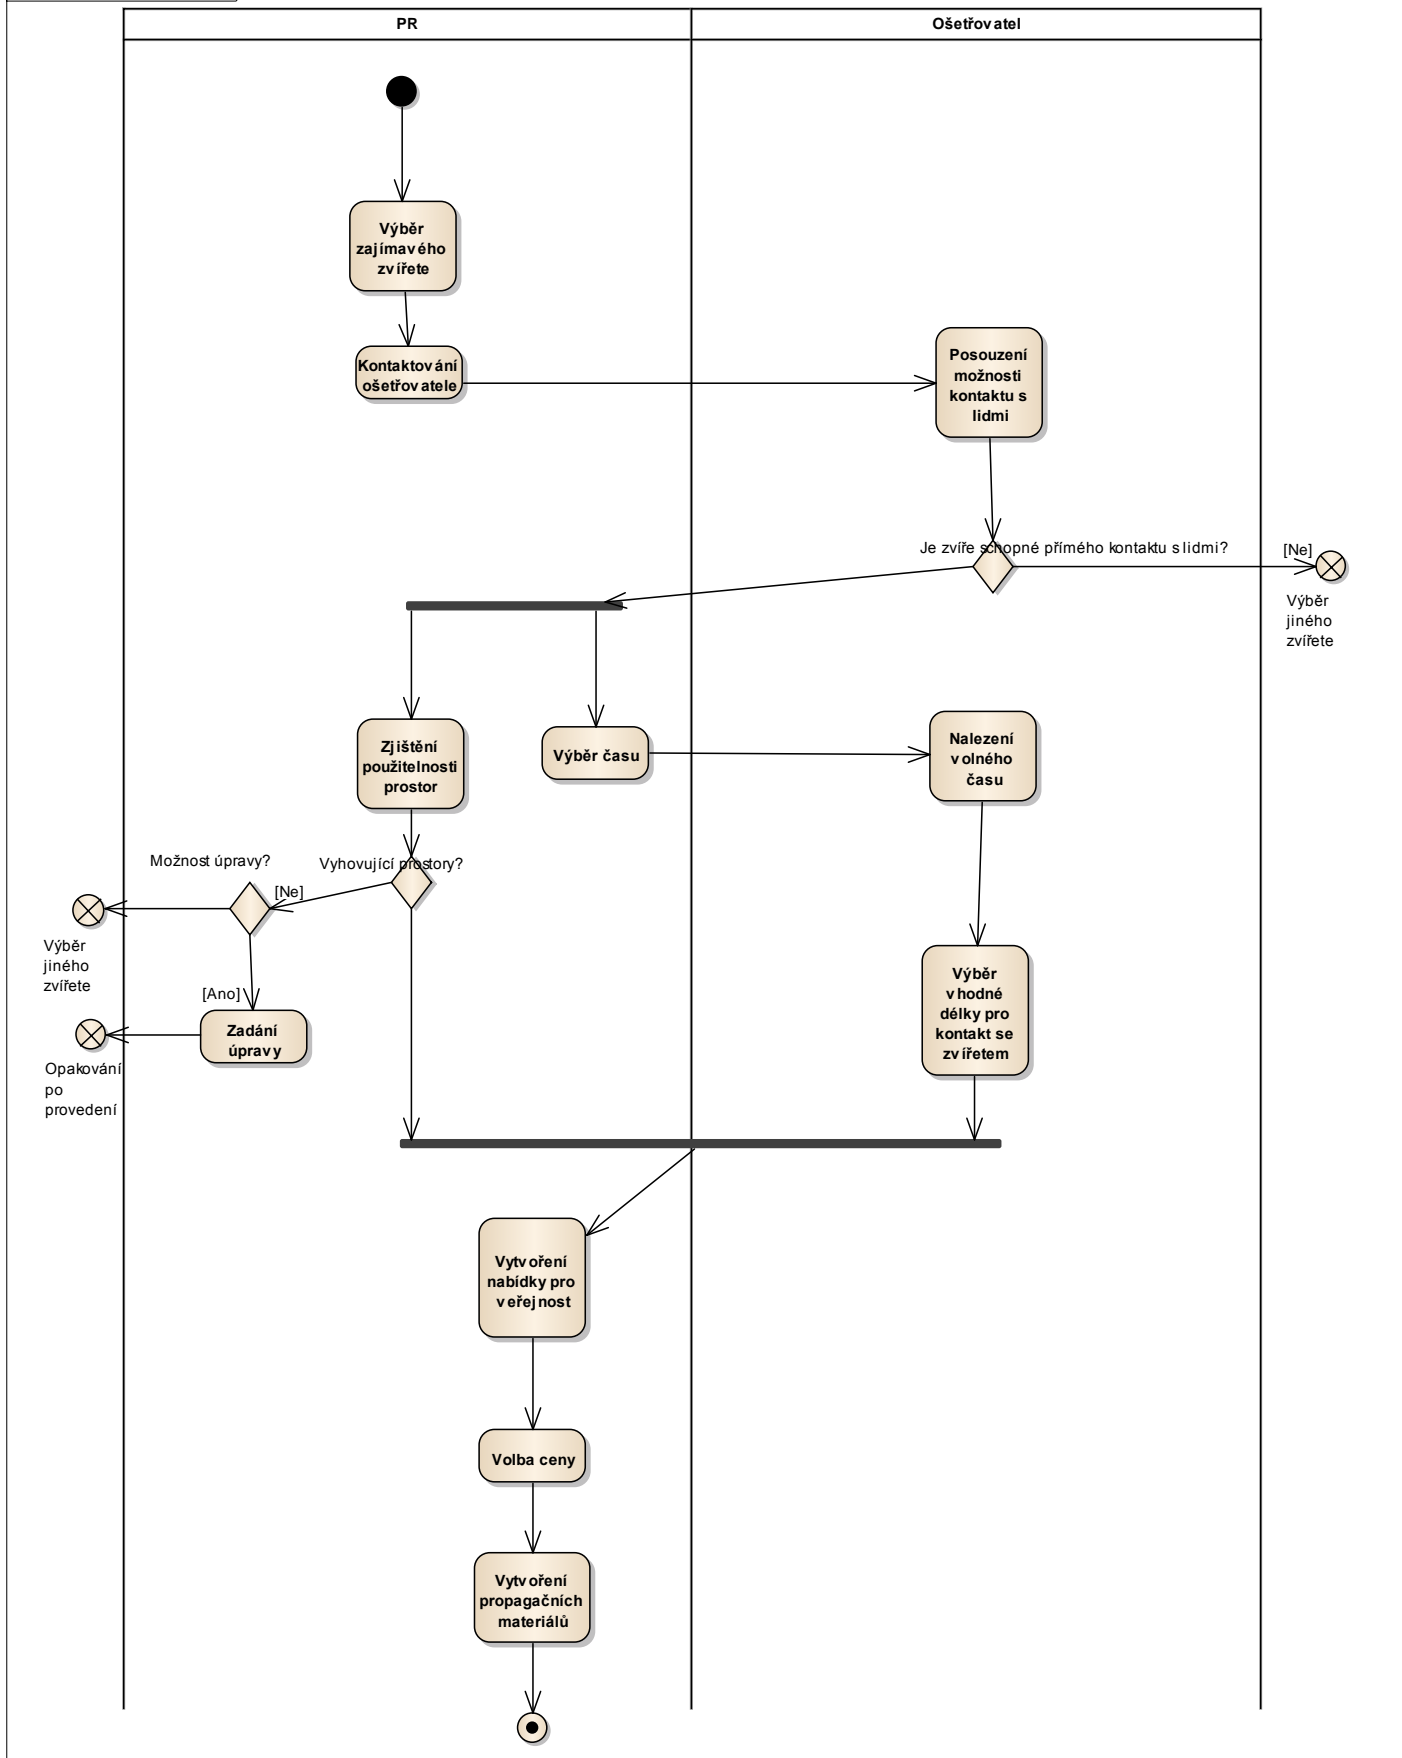 PR
Ošetřovatel
Výběr
zajímavého
zvířete
Kontaktování
ošetřovatele
Posouzení
možnosti
kontaktu s
lidmi
Je zvíře schopné přímého kontaktu s lidmi?
[Ne]
Výběr
jiného
zvířete
Zjištění
použitelnosti
prostor
Výběr času
Nalezení
volného
času
Možnost úpravy?
Vyhovující prostory?
[Ne]
Výběr
jiného
zvířete
[Ano]
Zadání
úpravy
Opakování
po
provedení
Výběr
vhodné
délky pro
kontakt se
zvířetem
Vytvoření
nabídky pro
veřejnost
Volba ceny
Vytvoření
propagačních
materiálů